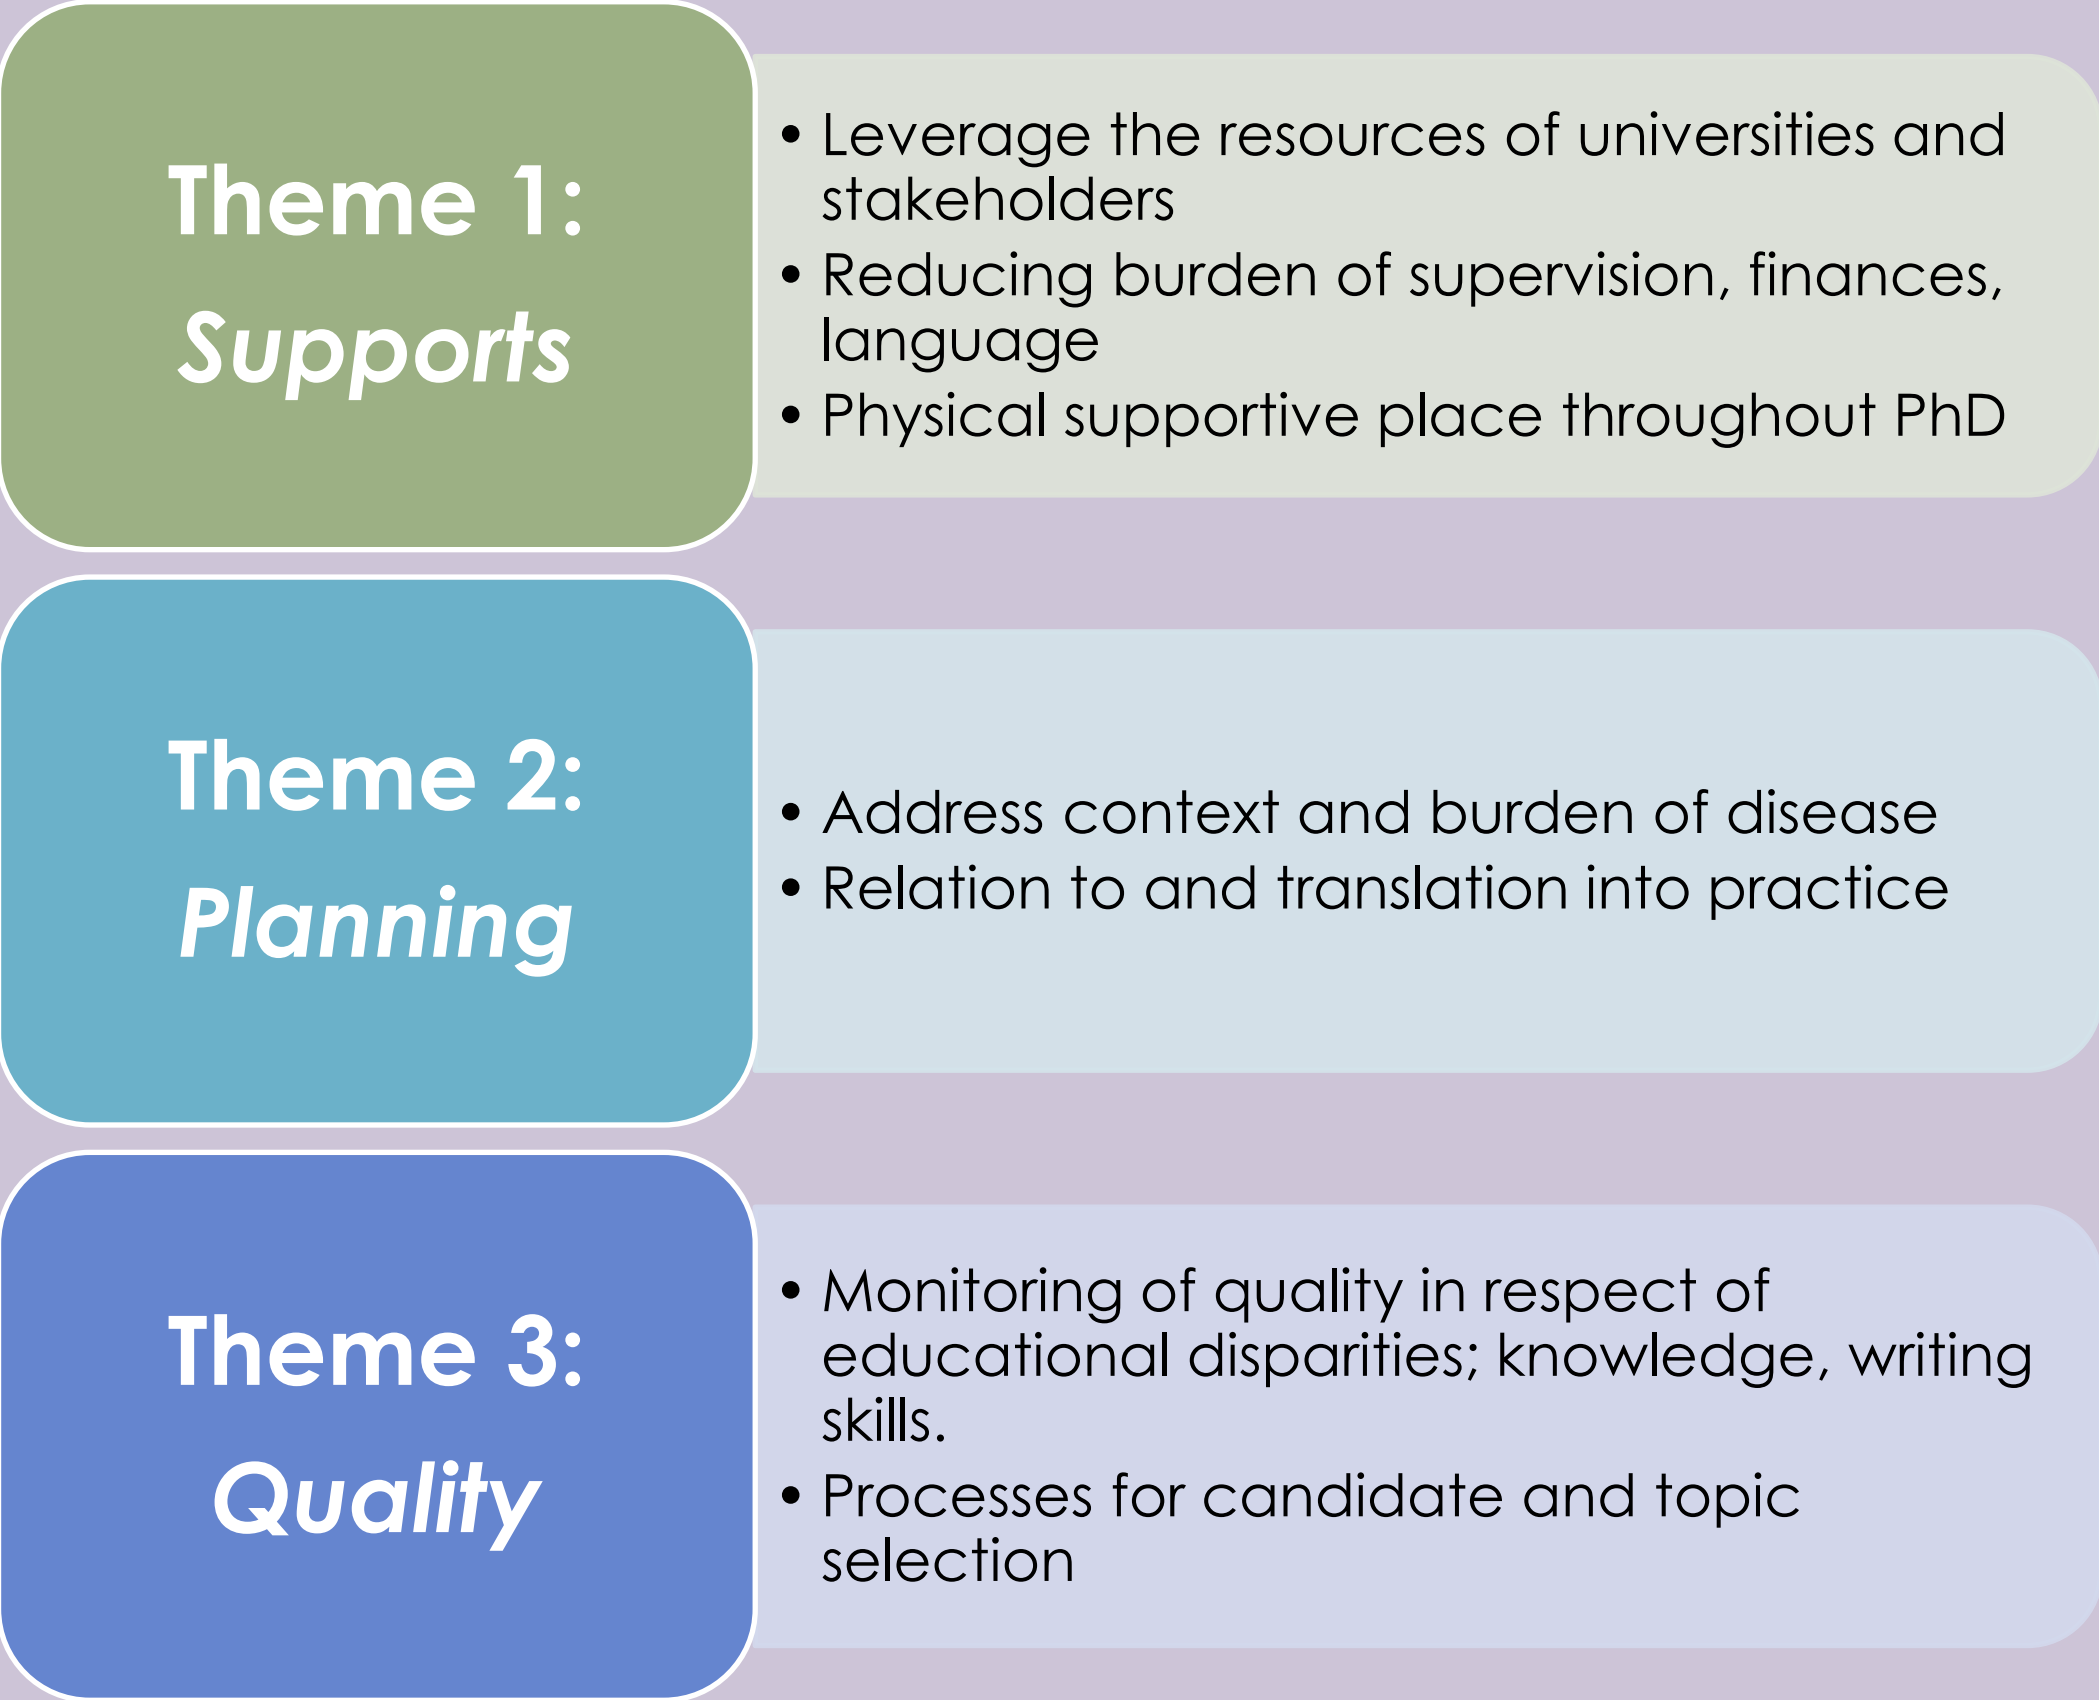 Theme 1:
Supports
• Leverage the resources of universities and
stakeholders
• Reducing burden of supervision, finances,
language
• Physical supportive place throughout PhD
Theme 2:
Planning
• Address context and burden of disease
• Relation to and translation into practice
Theme 3:
Quality
• Monitoring of quality in respect of
educational disparities; knowledge, writing
skills.
• Processes for candidate and topic
selection